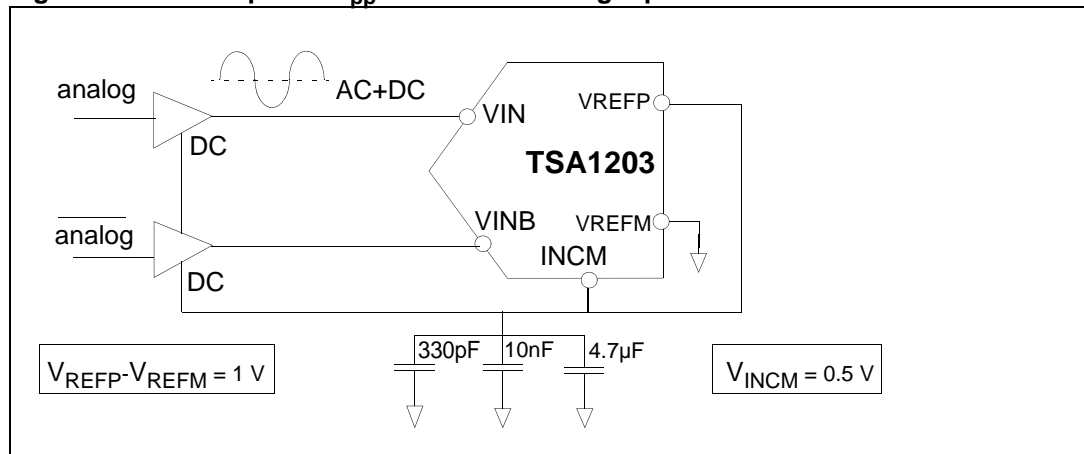 analog
AC+DC
VIN
VREFP
DC
TSA1203
analog
VINB
VREFM
INCM
DC
330pF
10nF
4.7µF
VREFP-VREFM = 1 V
VINCM = 0.5 V